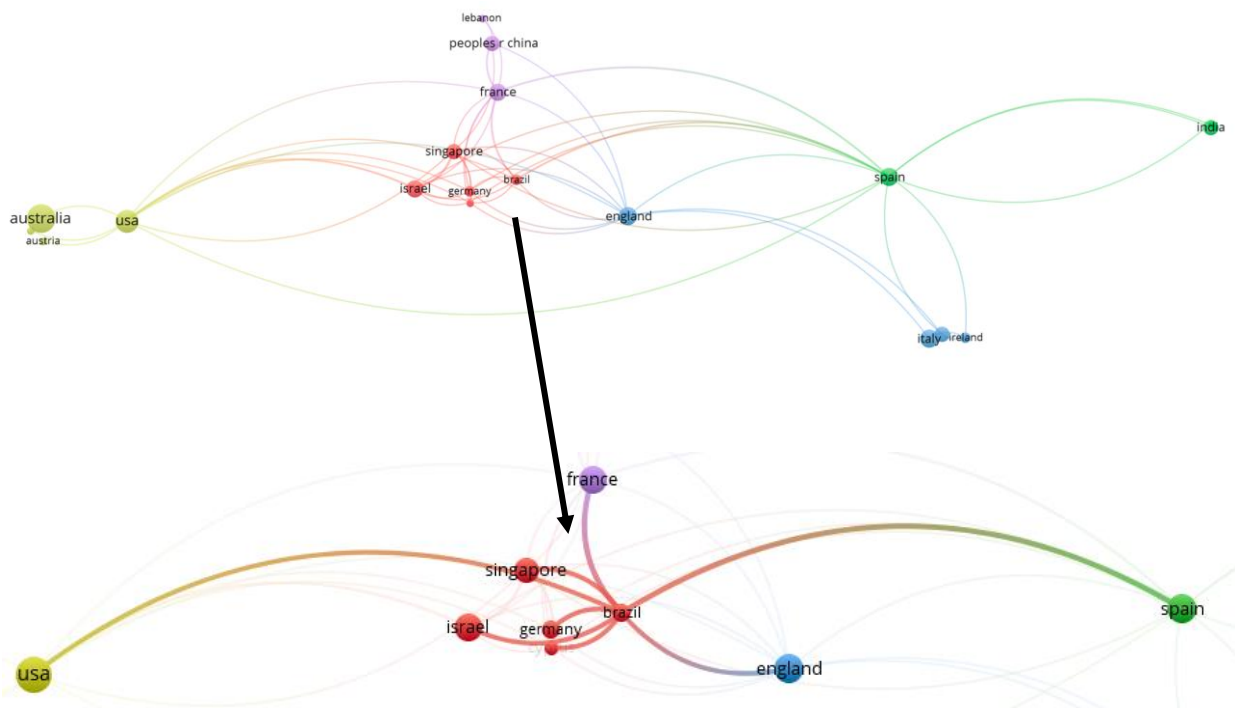 lebanon
peoples r china
france
india
singapore
spain
brazil
israel
germany
england
australia
usa
austria
italy
ireland
france
singapore
brazil
spain
israel
germany
england
usa